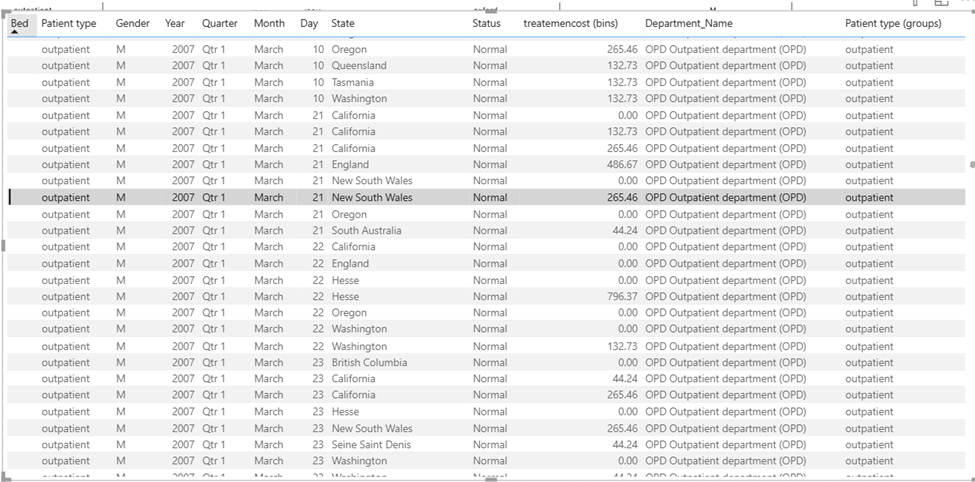 Bed Patient type Gender Year Quarter Month Day State Status treatemencost (bins) Department_Name Patient type (groups)
outpatient M 2007 Qtr 1 March 10 Oregon Normal 265.46 OPD Outpatient department (OPD) outpatient
outpatient M 2007 Qtr 1 March 10 Queensland Normal 132.73 OPD Outpatient department (OPD) outpatient
outpatient M 2007 Qtr 1 March 10 Tasmania Normal 132.73 OPD Outpatient department (OPD) outpatient
outpatient M 2007 Qtr 1 March 10 Washington Normal 132.73 OPD Outpatient department (OPD) outpatient
outpatient M 2007 Qtr 1 March 21 California Normal 0.00 OPD Outpatient department (OPD) outpatient
outpatient M 2007 Qtr 1 March 21 California Normal 132.73 OPD Outpatient department (OPD) outpatient
outpatient M 2007 Qtr 1 March 21 California Normal 265.46 OPD Outpatient department (OPD) outpatient
outpatient M 2007 Qtr 1 March 21 England Normal 486.67 OPD Outpatient department (OPD) outpatient
outpatient M 2007 Qtr 1 March 21 New South Wales Normal 0.00 OPD Outpatient department (OPD) outpatient
outpatient M 2007 Qtr 1 March 21 New South Wales Normal 265.46 OPD Outpatient department (OPD) outpatient
outpatient M 2007 Qtr 1 March 21 Oregon Normal 0.00 OPD Outpatient department (OPD) outpatient
outpatient M 2007 Qtr 1 March 21 South Australia Normal 44.24 OPD Outpatient department (OPD) outpatient
outpatient M 2007 Qtr 1 March 22 California Normal 0.00 OPD Outpatient department (OPD) outpatient
outpatient M 2007 Qtr 1 March 22 England Normal 0.00 OPD Outpatient department (OPD) outpatient
outpatient M 2007 Qtr 1 March 22 Hesse Normal 0.00 OPD Outpatient department (OPD) outpatient
outpatient M 2007 Qtr 1 March 22 Hesse Normal 796.37 OPD Outpatient department (OPD) outpatient
outpatient M 2007 Qtr 1 March 22 Oregon Normal 0.00 OPD Outpatient department (OPD) outpatient
outpatient M 2007 Qtr 1 March 22 Washington Normal 0.00 OPD Outpatient department (OPD) outpatient
outpatient M 2007 Qtr 1 March 22 Washington Normal 132.73 OPD Outpatient department (OPD) outpatient
outpatient M 2007 Qtr 1 March 23 British Columbia Normal 0.00 OPD Outpatient department (OPD) outpatient
outpatient M 2007 Qtr 1 March 23 California Normal 44.24 OPD Outpatient department (OPD) outpatient
outpatient M 2007 Qtr 1 March 23 California Normal 265.46 OPD Outpatient department (OPD) outpatient
outpatient M 2007 Qtr 1 March 23 Hesse Normal 0.00 OPD Outpatient department (OPD) outpatient
outpatient M 2007 Qtr 1 March 23 New South Wales Normal 265.46 OPD Outpatient department (OPD) outpatient
outpatient M 2007 Qtr 1 March 23 Seine Saint Denis Normal 44.24 OPD Outpatient department (OPD) outpatient
outpatient M 2007 Qtr 1 March 23 Washington Normal 0.00 OPD Outpatient department (OPD) outpatient